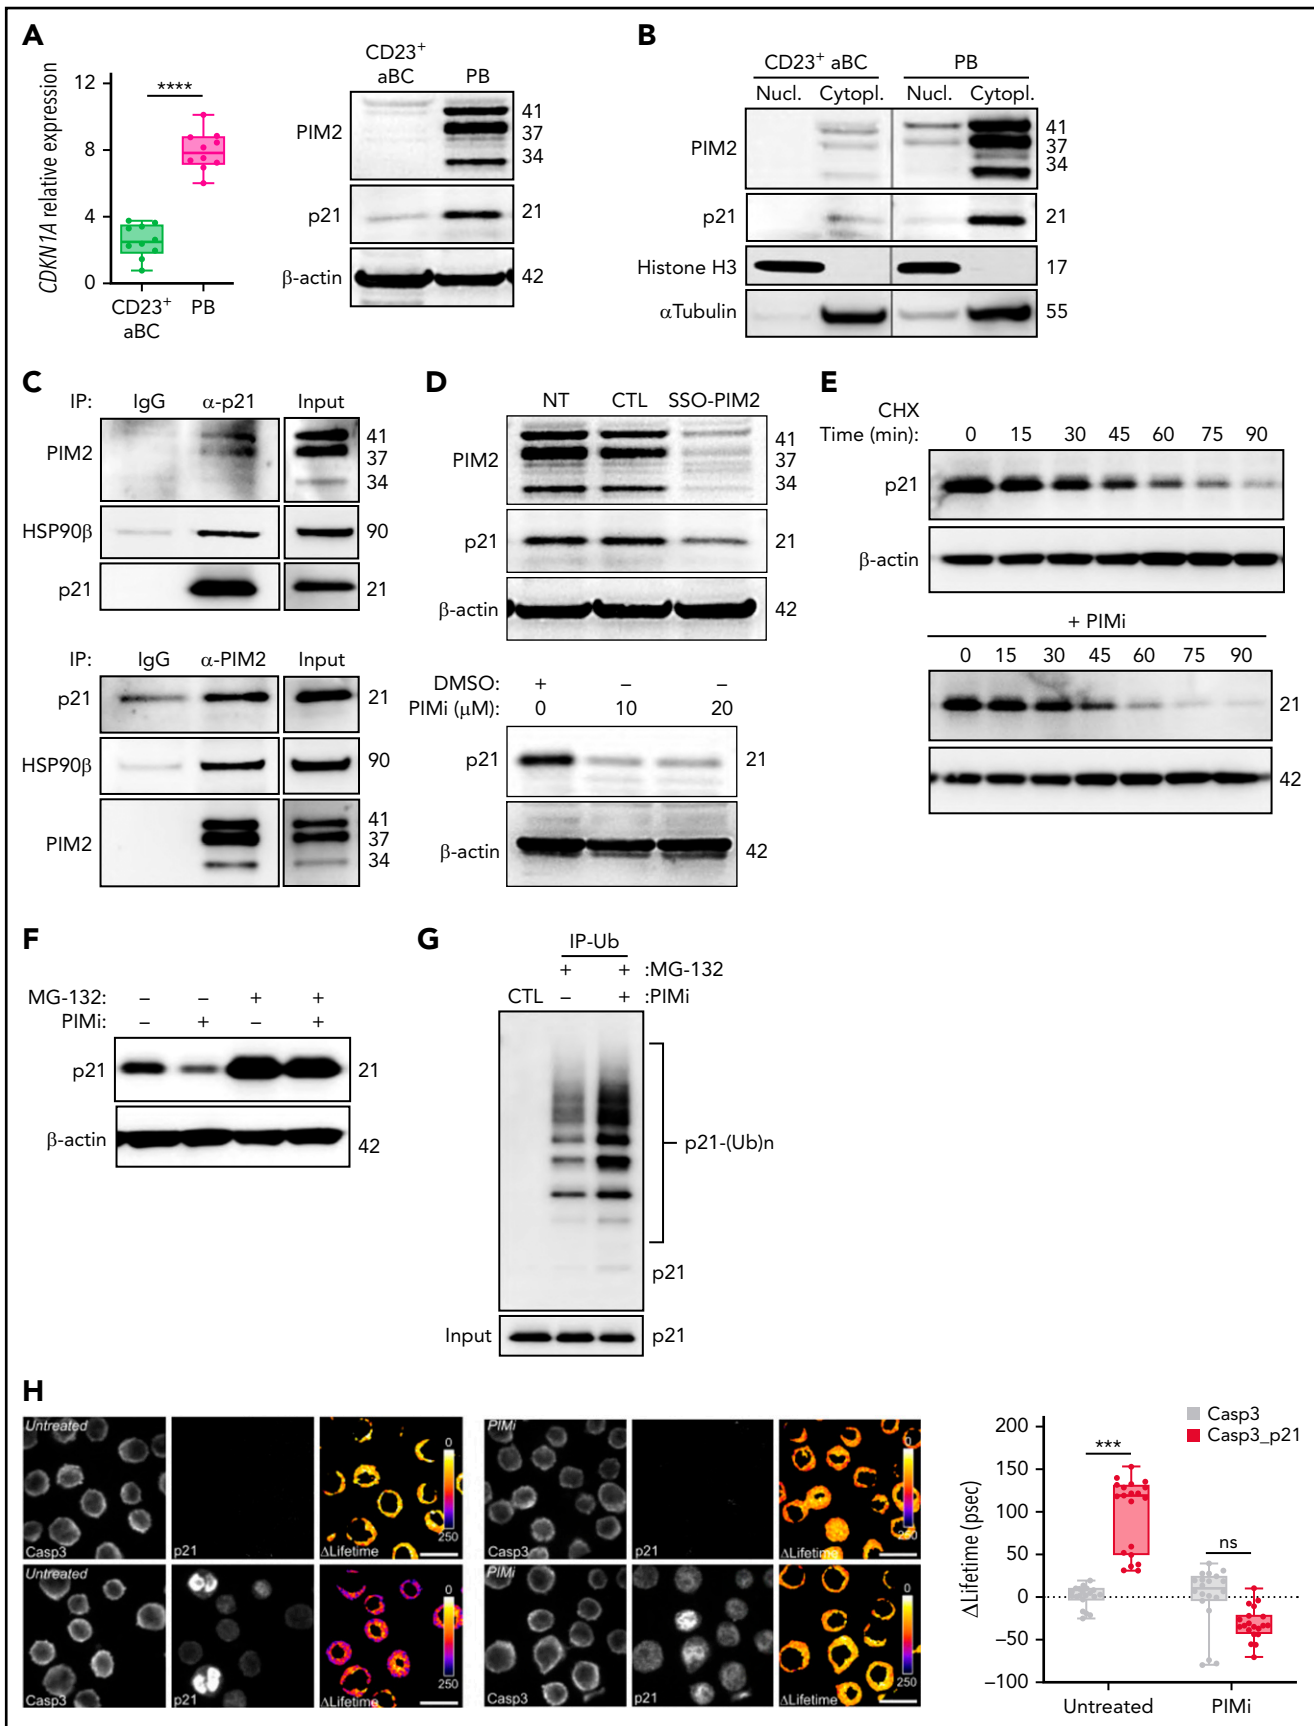 A
CDKN1A relative expression
12
8
4
0
****
CD23+
aBC
PB
CD23+
aBC
PB
PIM2
41
37
34
p21
21
β-actin
42
B
CD23+ aBC
PB
Nucl. Cytopl. Nucl. Cytopl.
PIM2
41
37
34
p21
21
Histone H3
17
αTubulin
55
C
IP: IgG α-p21 Input
PIM2
41
37
34
HSP90β
90
p21
21
IP: IgG α-PIM2 Input
p21
21
HSP90β
90
PIM2
41
37
34
D
NT CTL SSO-PIM2
PIM2
41
37
34
p21
21
β-actin
42
DMSO: + – –
PIMi (μM): 0 10 20
p21
21
β-actin
42
E
CHX
Time (min): 0 15 30 45 60 75 90
p21
β-actin
+ PIMi
0 15 30 45 60 75 90
21
42
F
MG-132: – – + +
PIMi: – + – +
p21
21
β-actin
42
G
IP-Ub
+ + :MG-132
CTL – + :PIMi
p21-(Ub)n
p21
Input
p21
H
Untreated
Casp3
p21
0
250
ΔLifetime
PIMi
Casp3
p21
0
250
ΔLifetime
Untreated
Casp3
p21
0
250
ΔLifetime
PIMi
Casp3
p21
0
250
ΔLifetime
ΔLifetime (psec)
200
150
100
50
0
–50
–100
Casp3
Casp3_p21
***
ns
Untreated
PIMi